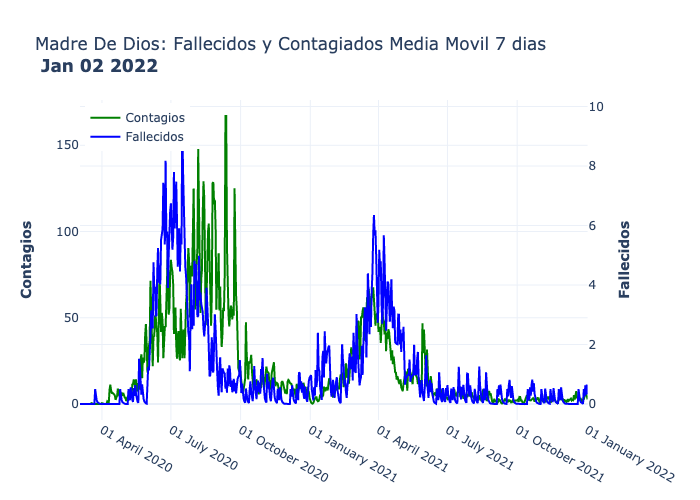 Madre De Dios: Fallecidos y Contagiados Media Movil 7 dias
Jan 02 2022
Contagios
Fallecidos
150
100
50
0
10
8
6
4
2
0
Contagios
Fallecidos
01 April 2020
01 July 2020
01 October 2020
01 January 2021
01 April 2021
01 July 2021
01 October 2021
01 January 2022